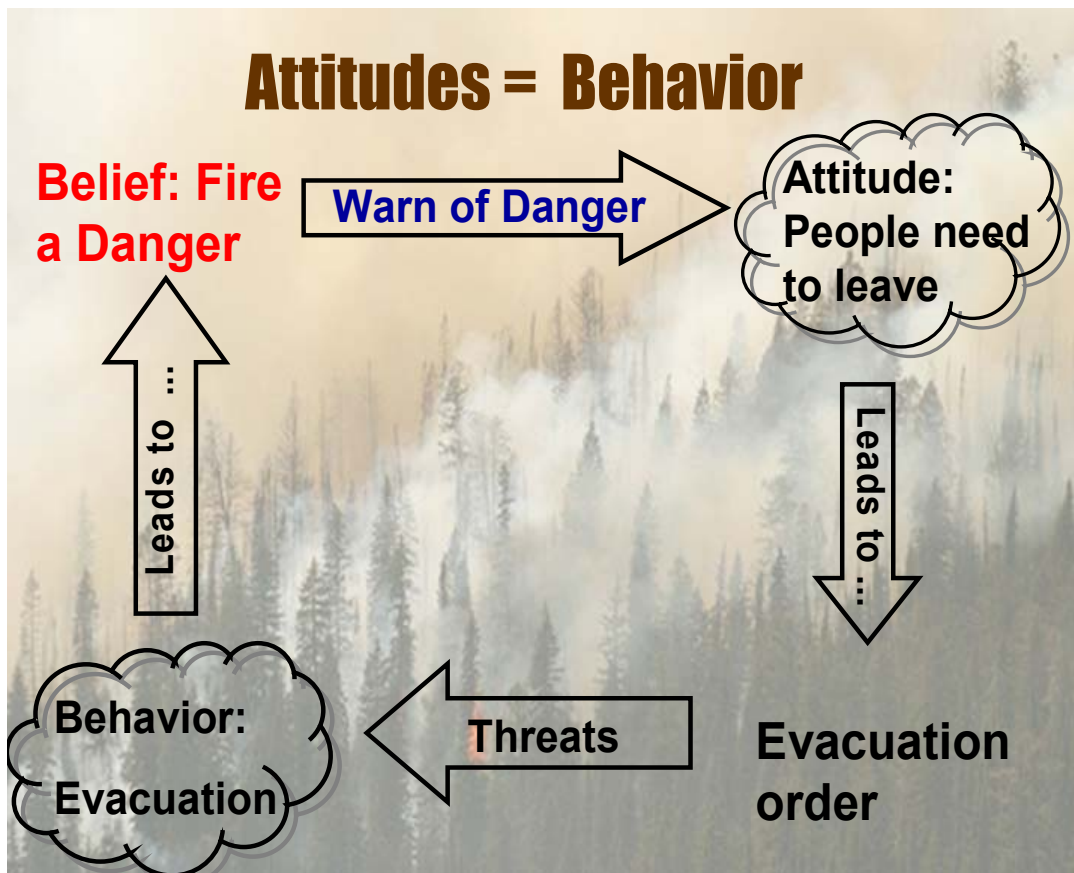 Attitudes = Behavior
Belief: Fire
a Danger
Warn of Danger
Attitude:
People need
to leave
Leads to ...
Leads to ...
Behavior:
Evacuation
Threats
Evacuation
order